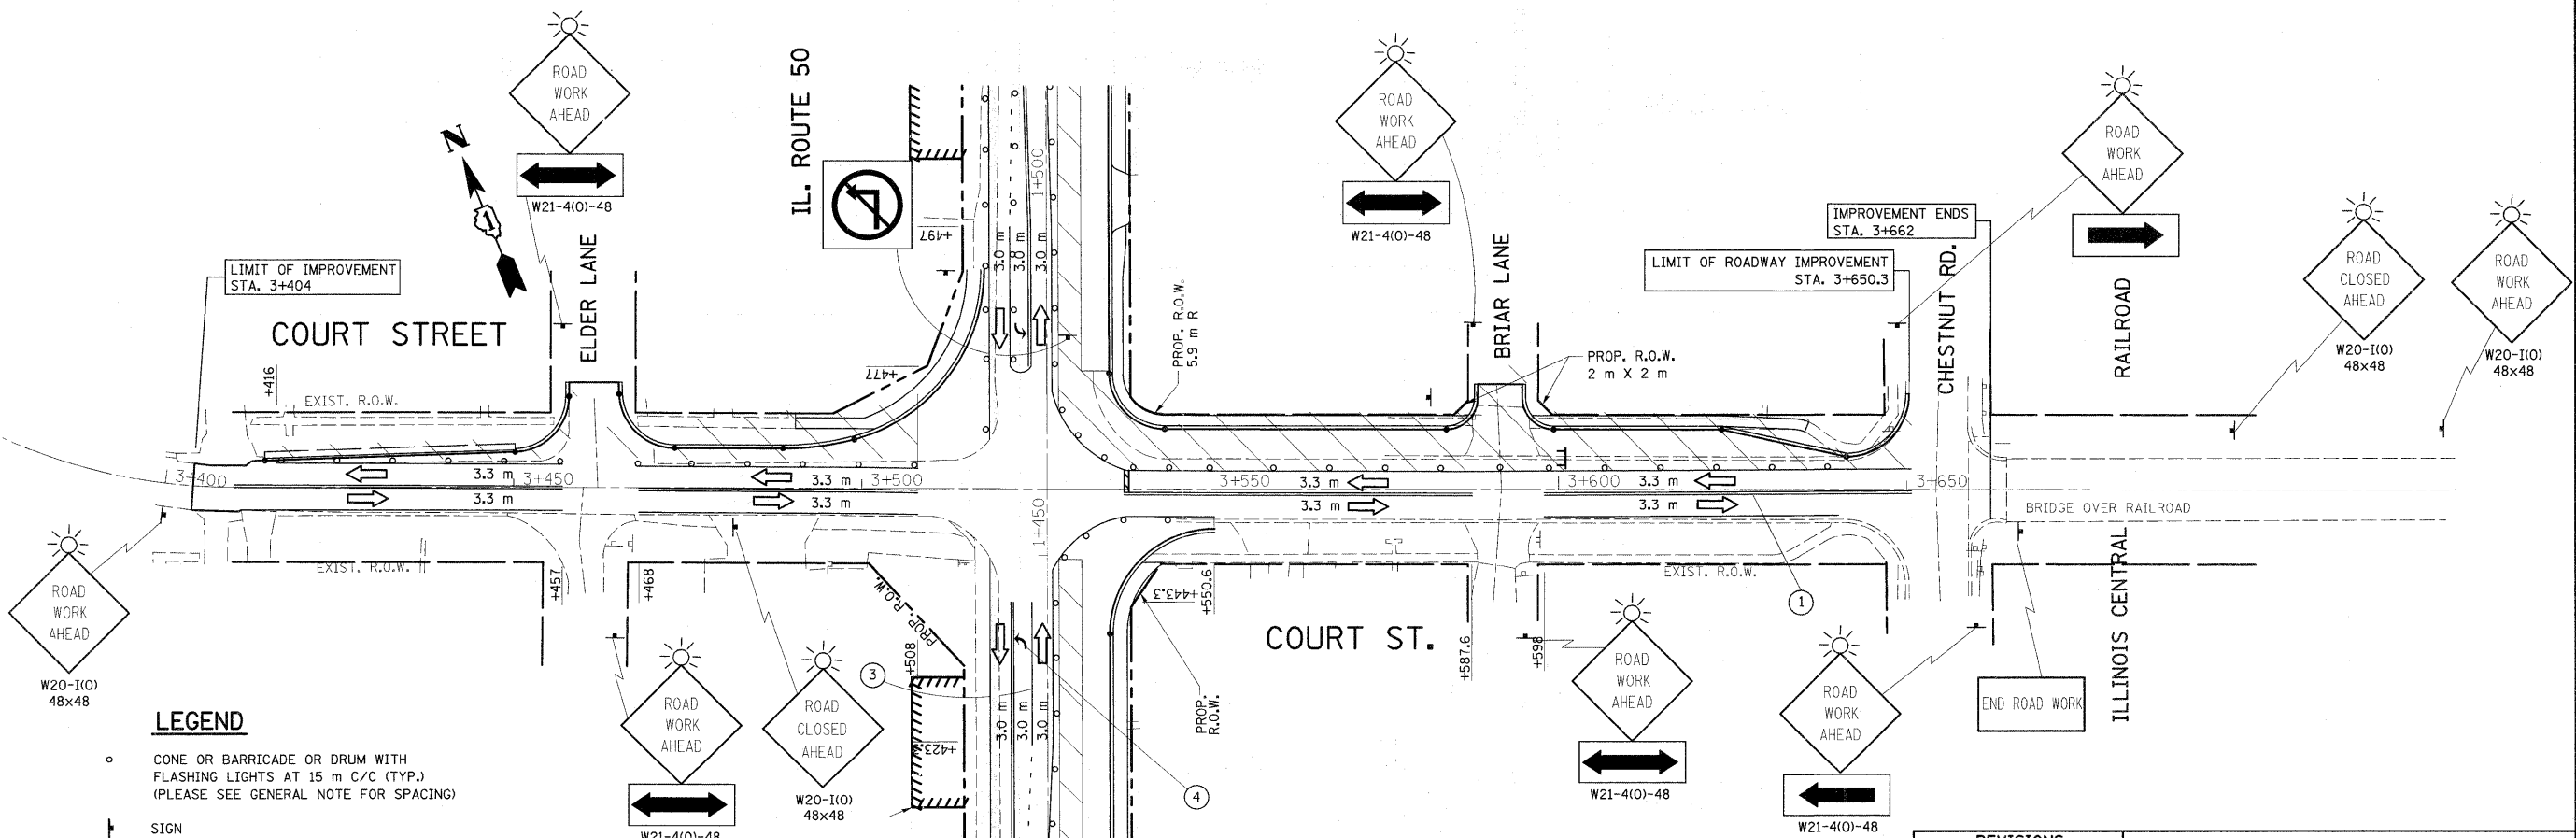 ROAD
WORK
AHEAD
W21-4(O)-48
N
1
IL. ROUTE 50
ROAD
WORK
AHEAD
W21-4(O)-48
ROAD
WORK
AHEAD
LIMIT OF IMPROVEMENT
STA. 3+404
COURT STREET
ELDER LANE
+497
3.0 m
3.0 m
3.0 m
1+500
PROP. R.O.W.
5.9 m R
BRIAR LANE
PROP. R.O.W.
2 m X 2 m
IMPROVEMENT ENDS
STA. 3+662
LIMIT OF ROADWAY IMPROVEMENT
STA. 3+650.3
CHESTNUT RD.
RAILROAD
ROAD
CLOSED
AHEAD
W20-I(O)
48x48
ROAD
WORK
AHEAD
W20-I(O)
48x48
+416
EXIST. R.O.W.
+477
3+400
3.3 m
3+450
3.3 m
3+500
3+550
3.3 m
3+600
3.3 m
3+650
3.3 m
3.3 m
3.3 m
3.3 m
1+450
BRIDGE OVER RAILROAD
ROAD
WORK
AHEAD
W20-I(O)
48x48
EXIST. R.O.W.
+457
+468
PROP. R.O.W.
+508
+443.3
+550.6
PROP.
R.O.W.
COURT ST.
+587.6
+598
EXIST. R.O.W.
1
ILLINOIS CENTRAL
END ROAD WORK
3
4
3.0 m
3.0 m
3.0 m
ROAD
WORK
AHEAD
W21-4(O)-48
ROAD
CLOSED
AHEAD
W20-I(O)
48x48
ROAD
WORK
AHEAD
W21-4(O)-48
ROAD
WORK
AHEAD
W21-4(O)-48
LEGEND
CONE OR BARRICADE OR DRUM WITH
FLASHING LIGHTS AT 15 m C/C (TYP.)
(PLEASE SEE GENERAL NOTE FOR SPACING)
SIGN
REVISIONS